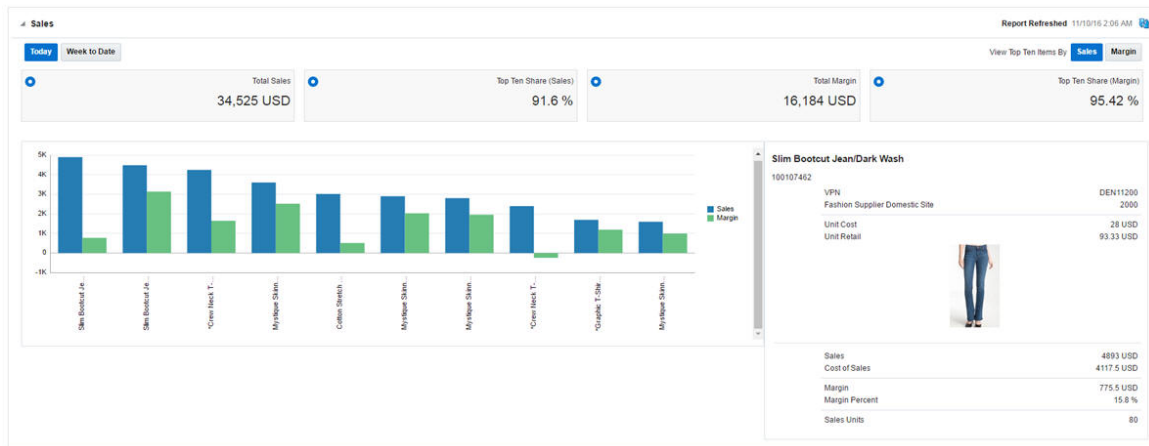 Sales
Report Refreshed 11/10/16 2:06 AM
Today Week to Date
View Top Ten Items By Sales Margin
Total Sales
34,525 USD
Top Ten Share (Sales)
91.6 %
Total Margin
16,184 USD
Top Ten Share (Margin)
95.42 %
5K
4K
3K
2K
1K
0
-1K
Slim Bootcut Je...
Slim Bootcut Je...
*Crew Neck T-...
Mystique Skinn...
Cotton Stretch ...
Mystique Skinn...
Mystique Skinn...
*Crew Neck T-...
*Graphic T-Shir...
Mystique Skinn...
Sales
Margin
Slim Bootcut Jean/Dark Wash
100107462
VPN DEN11200
Fashion Supplier Domestic Site 2000
Unit Cost 28 USD
Unit Retail 93.33 USD
Sales 4893 USD
Cost of Sales 4117.5 USD
Margin 775.5 USD
Margin Percent 15.8 %
Sales Units 80